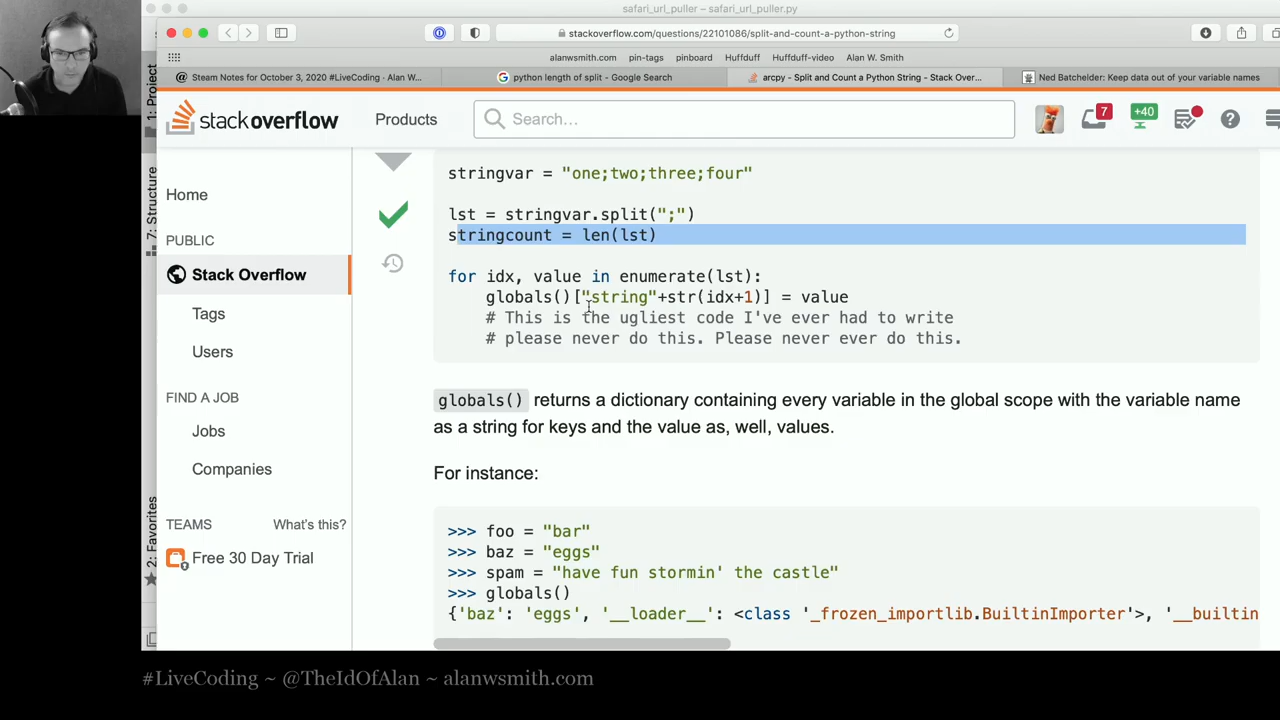 safari_url_puller – safari_url_puller.py
stackoverflow.com/questions/22101086/split-and-count-a-python-string
alanwsmith.com pin-tags pinboard Huffduff Huffduff-video Alan W. Smith
Steam Notes for October 3, 2020 #LiveCoding - Alan W...
python length of split - Google Search
arcpy - Split and Count a Python String - Stack Over...
Ned Batchelder: Keep data out of your variable names
1: Project
7: Structure
2: Favorites
stackoverflow
Products
Search...
7
+40
Home
PUBLIC
Stack Overflow
Tags
Users
FIND A JOB
Jobs
Companies
TEAMS What's this?
Free 30 Day Trial
stringvar = "one;two;three;four"
lst = stringvar.split(";")
stringcount = len(lst)
for idx, value in enumerate(lst):
globals()["string"+str(idx+1)] = value
# This is the ugliest code I've ever had to write
# please never do this. Please never ever do this.
globals() returns a dictionary containing every variable in the global scope with the variable name
as a string for keys and the value as, well, values.
For instance:
>>> foo = "bar"
>>> baz = "eggs"
>>> spam = "have fun stormin' the castle"
>>> globals()
{'baz': 'eggs', '__loader__': <class '_frozen_importlib.BuiltinImporter'>, '__builtin
#LiveCoding ~ @TheIdOfAlan ~ alanwsmith.com